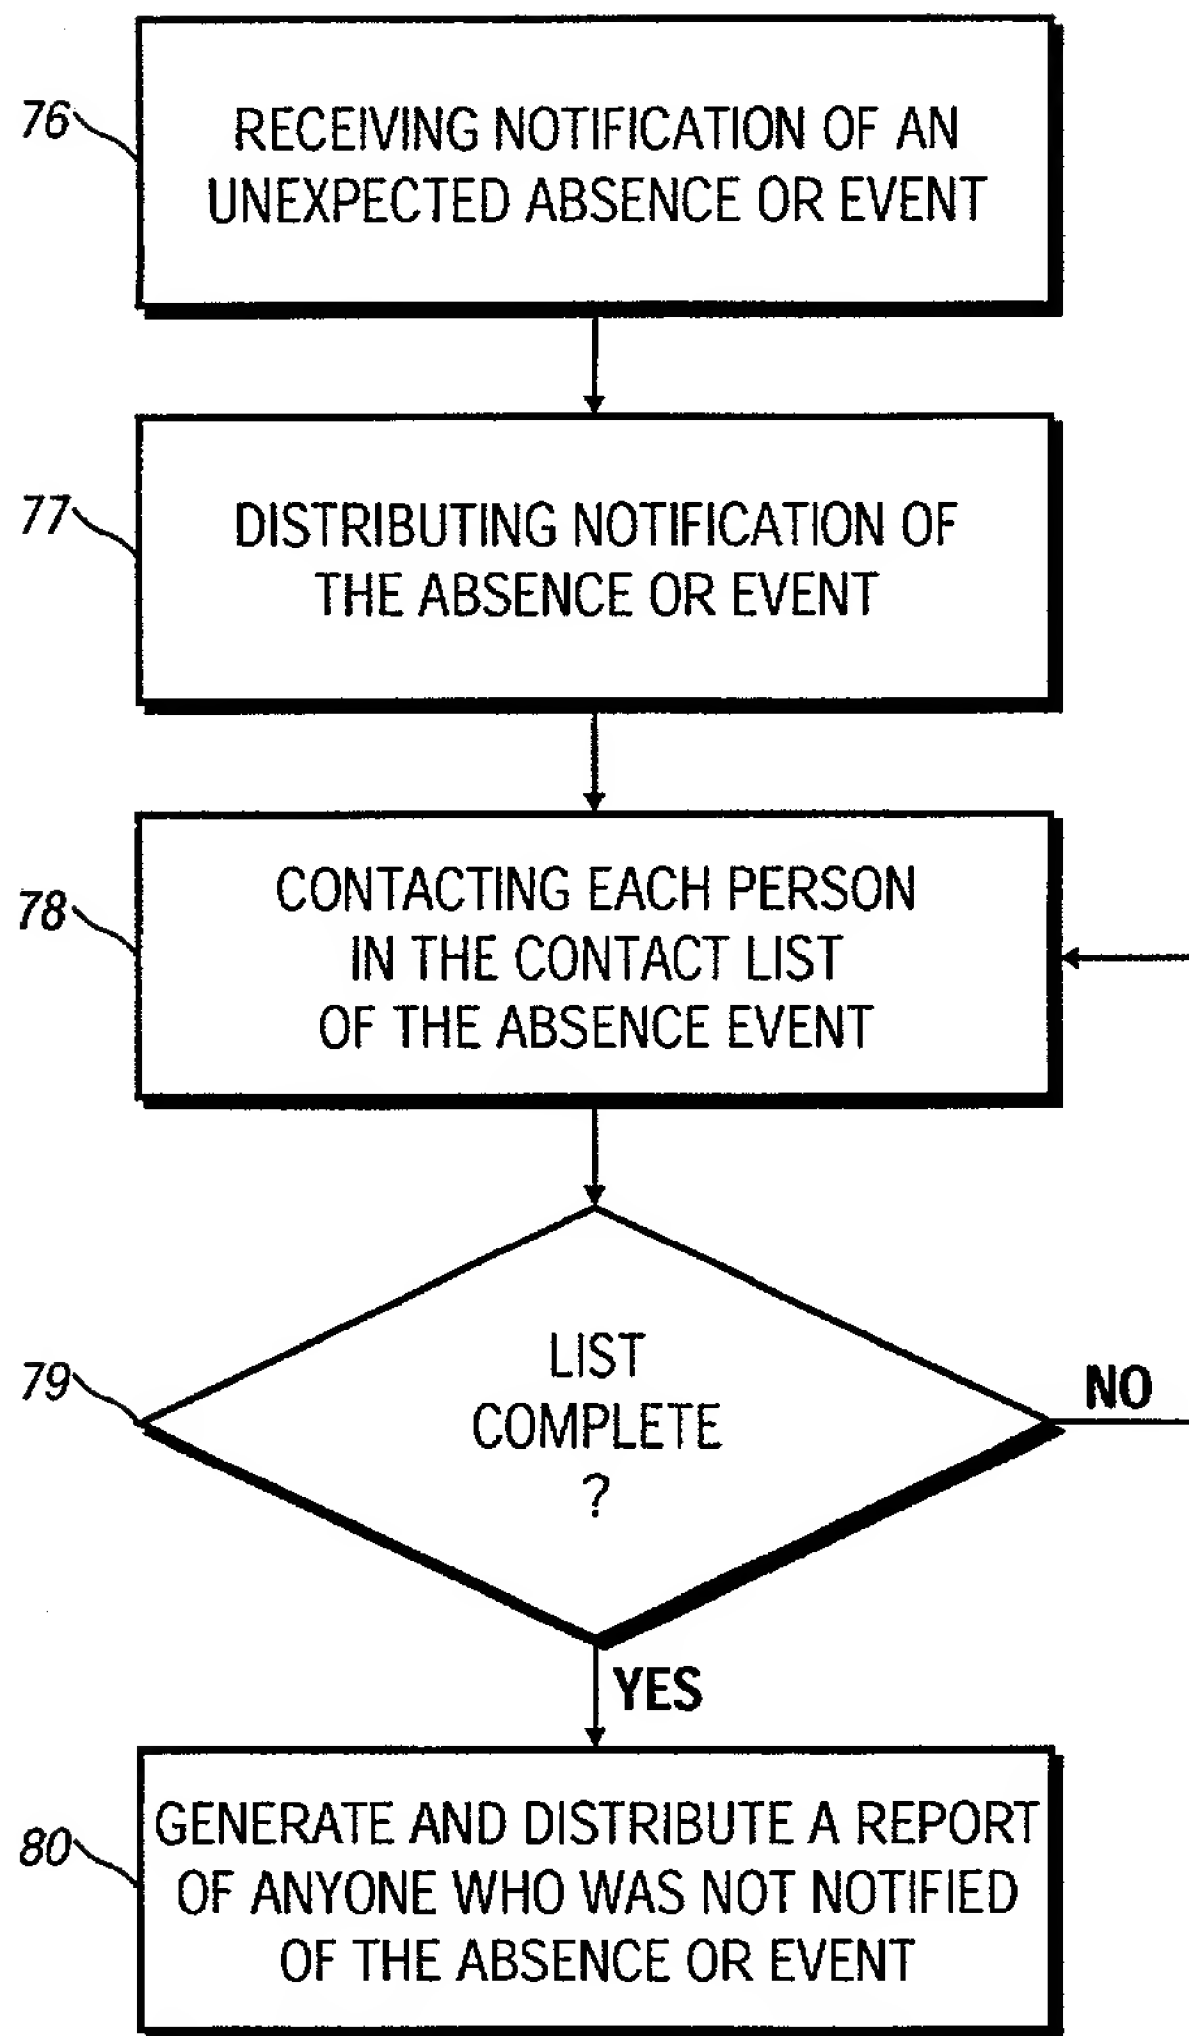 76
RECEIVING NOTIFICATION OF AN
UNEXPECTED ABSENCE OR EVENT
77
DISTRIBUTING NOTIFICATION OF
THE ABSENCE OR EVENT
78
CONTACTING EACH PERSON
IN THE CONTACT LIST
OF THE ABSENCE EVENT
79
LIST
COMPLETE
?
NO
YES
80
GENERATE AND DISTRIBUTE A REPORT
OF ANYONE WHO WAS NOT NOTIFIED
OF THE ABSENCE OR EVENT